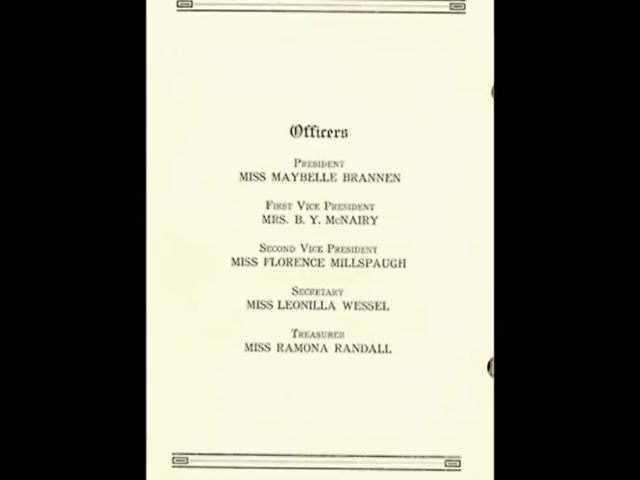 Officers
PRESIDENT
MISS MAYBELLE BRANNEN
FIRST VICE PRESIDENT
MRS. B. Y. McNAIRY
SECOND VICE PRESIDENT
MISS FLORENCE MILLSPAUGH
SECRETARY
MISS LEONILLA WESSEL
TREASURER
MISS RAMONA RANDALL